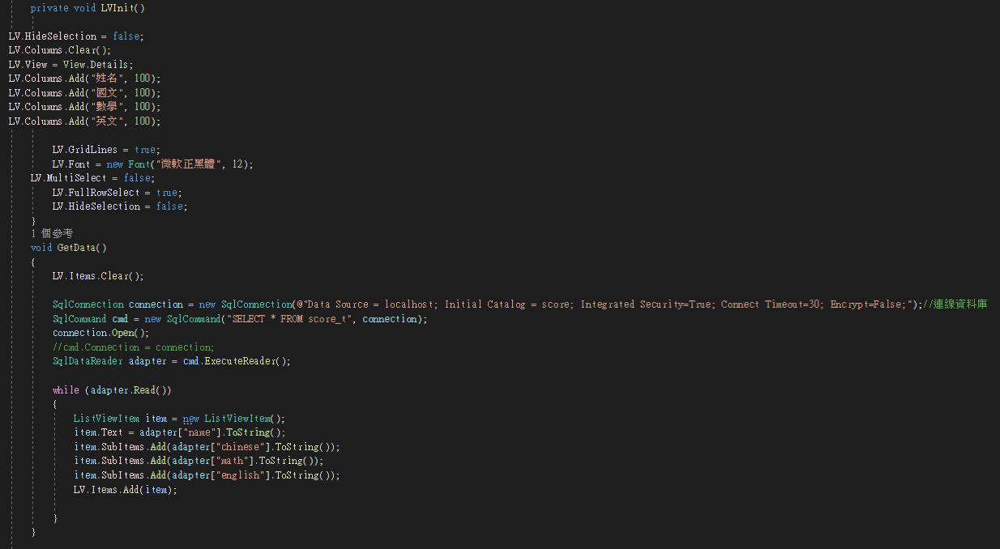 private void LVInit()
LV.HideSelection = false;
LV.Columns.Clear();
LV.View = View.Details;
LV.Columns.Add("姓名", 100);
LV.Columns.Add("國文", 100);
LV.Columns.Add("數學", 100);
LV.Columns.Add("英文", 100);
LV.GridLines = true;
LV.Font = new Font("微軟正黑體", 12);
LV.MultiSelect = false;
LV.FullRowSelect = true;
LV.HideSelection = false;
}
1 個參考
void GetData()
{
LV.Items.Clear();
SqlConnection connection = new SqlConnection(@"Data Source = localhost; Initial Catalog = score; Integrated Security=True; Connect Timeout=30; Encrypt=False;");//連線資料庫
SqlCommand cmd = new SqlCommand("SELECT * FROM score_t", connection);
connection.Open();
//cmd.Connection = connection;
SqlDataReader adapter = cmd.ExecuteReader();
while (adapter.Read())
{
ListViewItem item = new ListViewItem();
item.Text = adapter["name"].ToString();
item.SubItems.Add(adapter["chinese"].ToString());
item.SubItems.Add(adapter["math"].ToString());
item.SubItems.Add(adapter["english"].ToString());
LV.Items.Add(item);
}
}